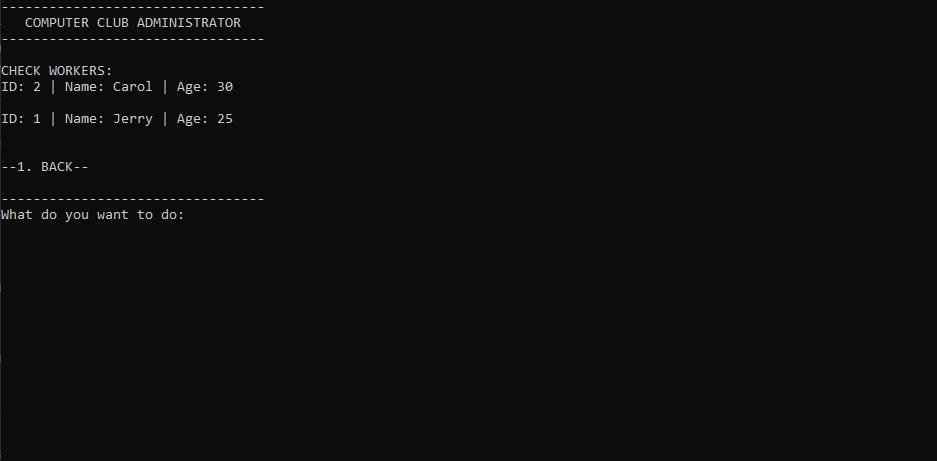 ---------------------------------
COMPUTER CLUB ADMINISTRATOR
---------------------------------
CHECK WORKERS:
ID: 2 | Name: Carol | Age: 30
ID: 1 | Name: Jerry | Age: 25
--1. BACK--
---------------------------------
What do you want to do: